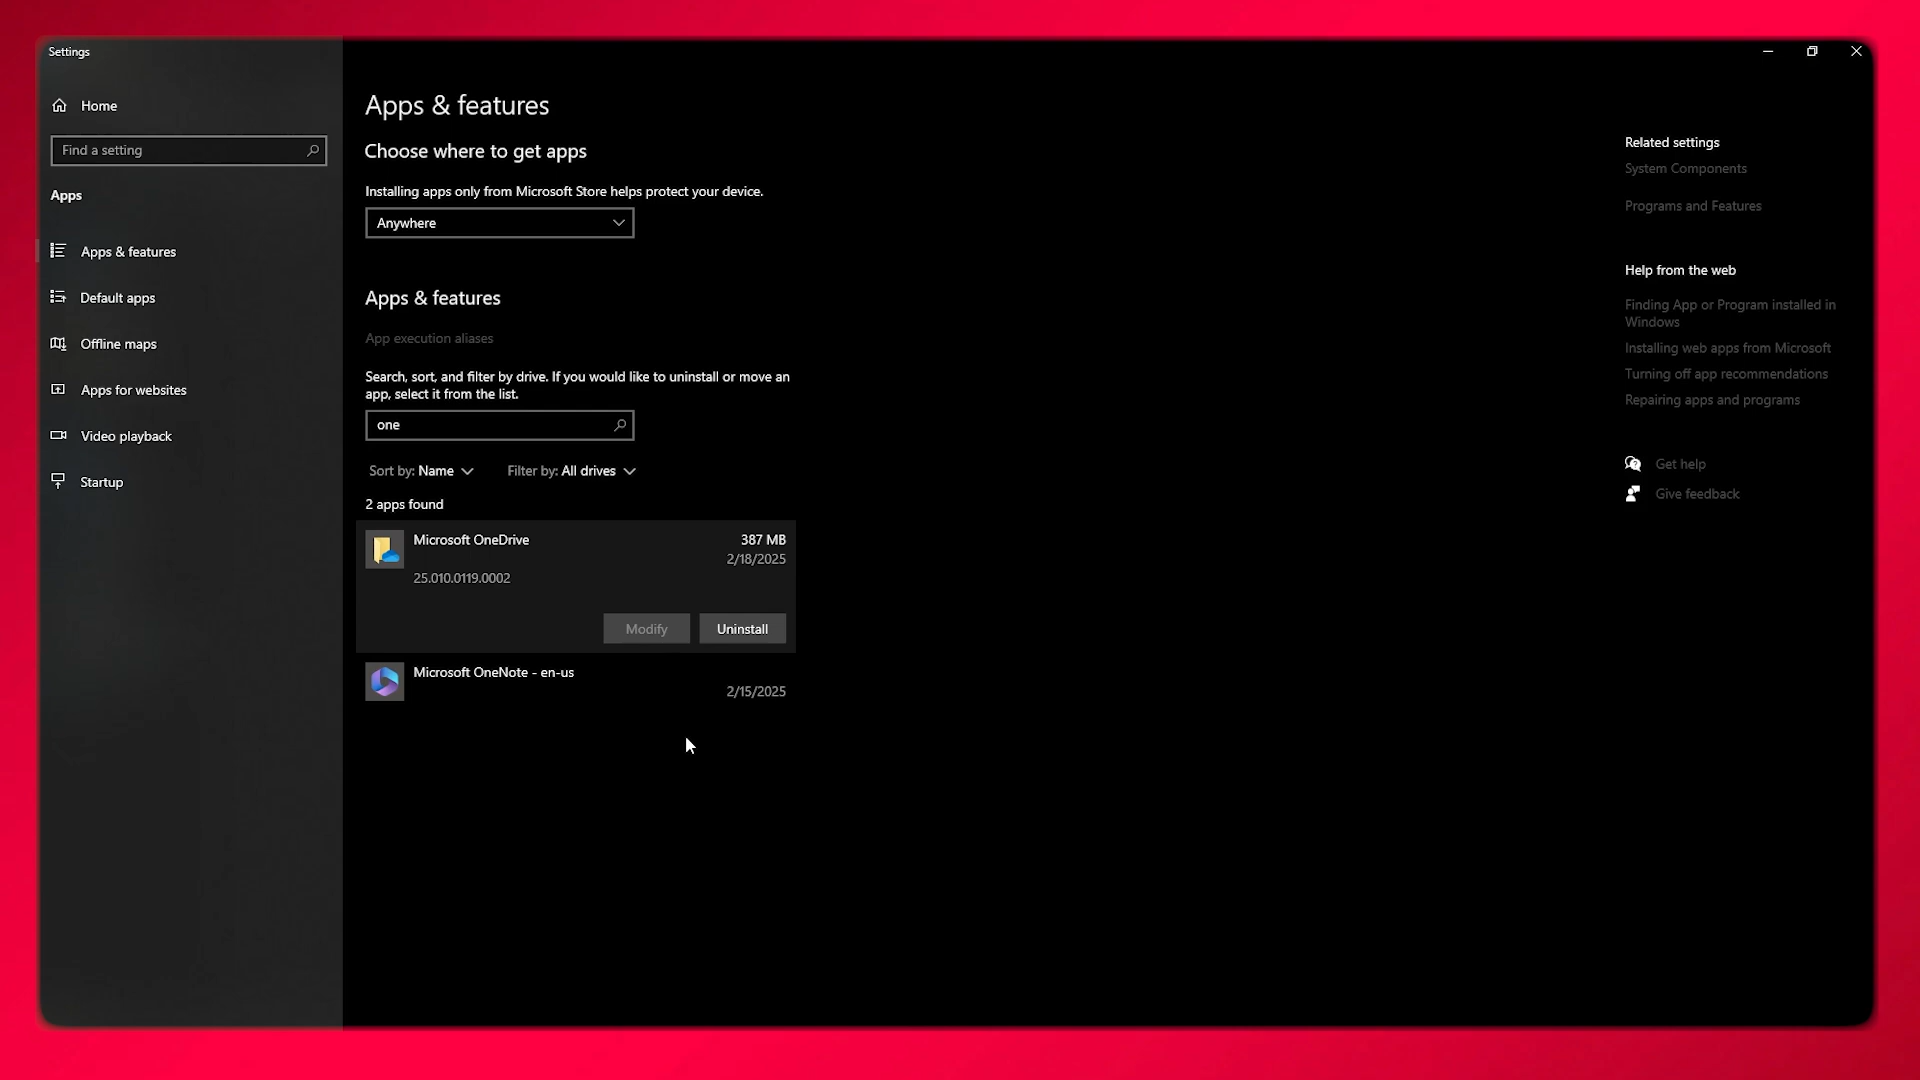 Settings
Home
Find a setting
Apps
Apps & features
Default apps
Offline maps
Apps for websites
Video playback
Startup
Apps & features
Choose where to get apps
Installing apps only from Microsoft Store helps protect your device.
Anywhere
Apps & features
App execution aliases
Search, sort, and filter by drive. If you would like to uninstall or move an
app, select it from the list.
one
Sort by: Name Filter by: All drives
2 apps found
Microsoft OneDrive 387 MB
2/18/2025
25.010.0119.0002
Modify Uninstall
Microsoft OneNote - en-us
2/15/2025
Related settings
System Components
Programs and Features
Help from the web
Finding App or Program installed in
Windows
Installing web apps from Microsoft
Turning off app recommendations
Repairing apps and programs
Get help
Give feedback